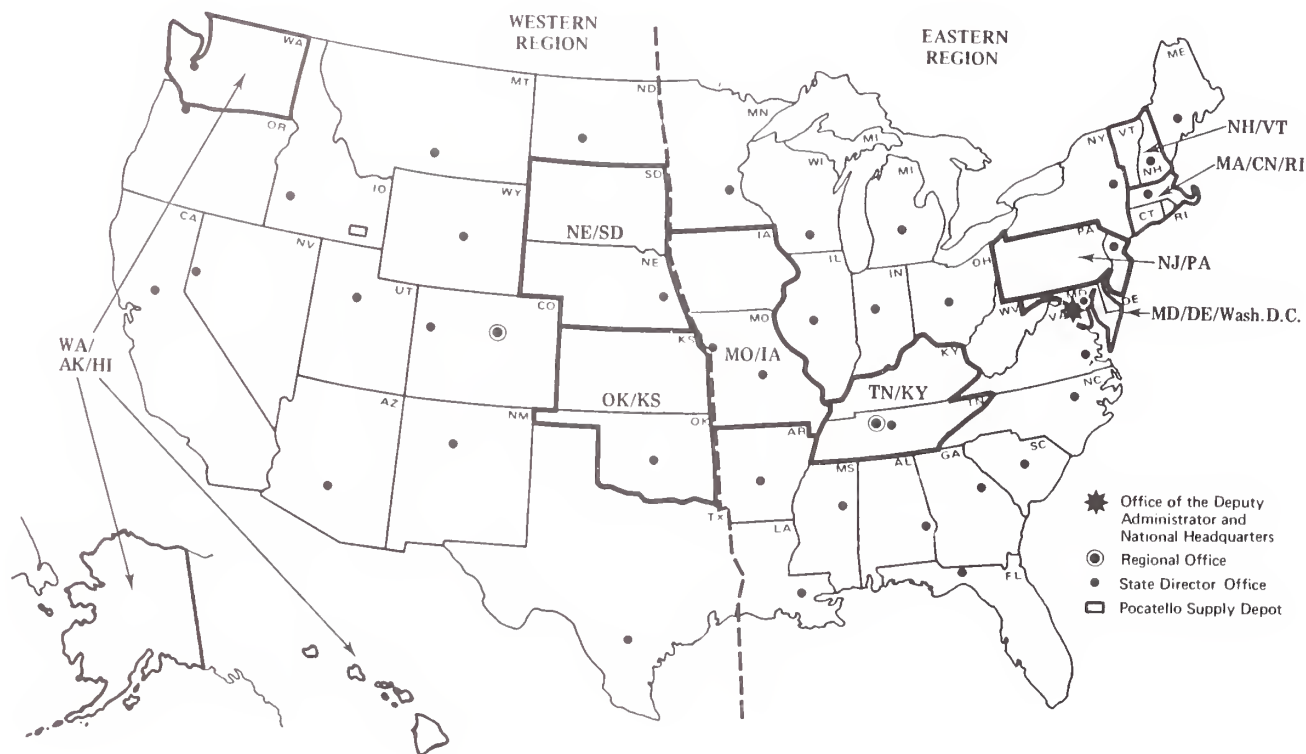 WESTERN
REGION
EASTERN
REGION
WA
MT
ND
MN
ME
OR
MI
VT
NY
NH/VT
WI
MI
NH
MA/CN/RI
ID
WY
SD
CT
RI
CA
NV
NE/SD
IA
PA
NE
NJ/PA
IL
IN
OH
UT
CO
MD
DE
WV
VA
MD/DE/Wash.D.C.
MO
KS
WA/
AK/HI
MO/IA
KY
OK/KS
TN/KY
NC
AZ
NM
OK
AR
TN
SC
MS
AL
GA
TX
LA
FL
Office of the Deputy
Administrator and
National Headquarters
Regional Office
State Director Office
Pocatello Supply Depot